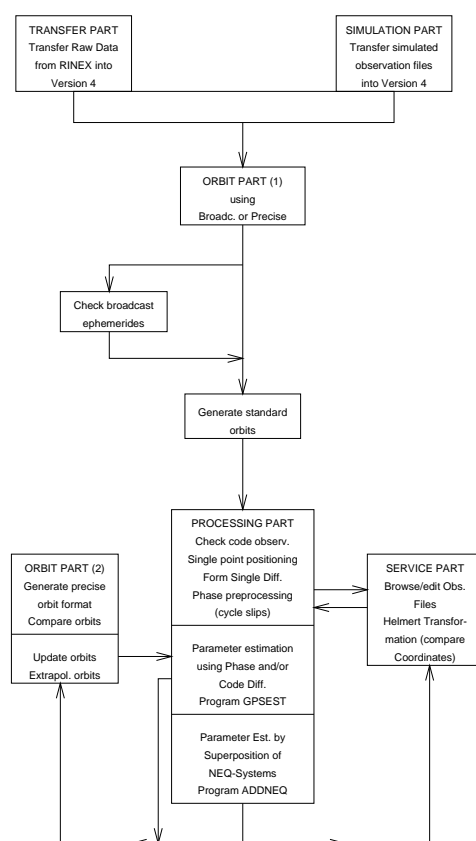 TRANSFER PART
Transfer Raw Data
from RINEX into
Version 4
SIMULATION PART
Transfer simulated
observation files
into Version 4
ORBIT PART (1)
using
Broadc. or Precise
Check broadcast
ephemerides
Generate standard
orbits
PROCESSING PART
Check code observ.
Single point positioning
Form Single Diff.
Phase preprocessing
(cycle slips)
ORBIT PART (2)
Generate precise
orbit format
Compare orbits
Update orbits
Extrapol. orbits
SERVICE PART
Browse/edit Obs.
Files
Helmert Transfor-
mation (compare
Coordinates)
Parameter estimation
using Phase and/or
Code Diff.
Program GPSEST
Parameter Est. by
Superposition of
NEQ-Systems
Program ADDNEQ